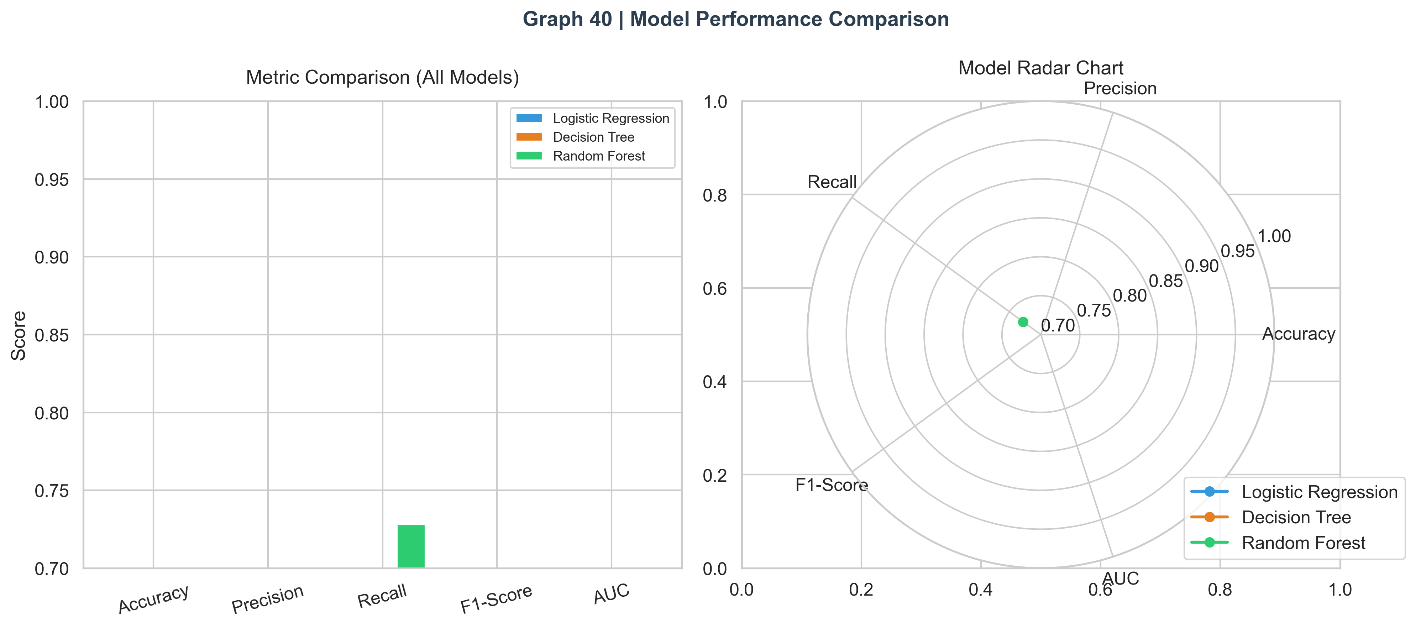 Graph 40 | Model Performance Comparison
Metric Comparison (All Models)
1.00
0.95
0.90
0.85
0.80
0.75
0.70
Score
Accuracy
Precision
Recall
F1-Score
AUC
Logistic Regression
Decision Tree
Random Forest
Model Radar Chart
Precision
Recall
F1-Score
AUC
Accuracy
1.00
0.95
0.90
0.85
0.80
0.75
0.70
1.0
0.8
0.6
0.4
0.2
0.0
0.0
0.2
0.4
0.6
0.8
1.0
Logistic Regression
Decision Tree
Random Forest